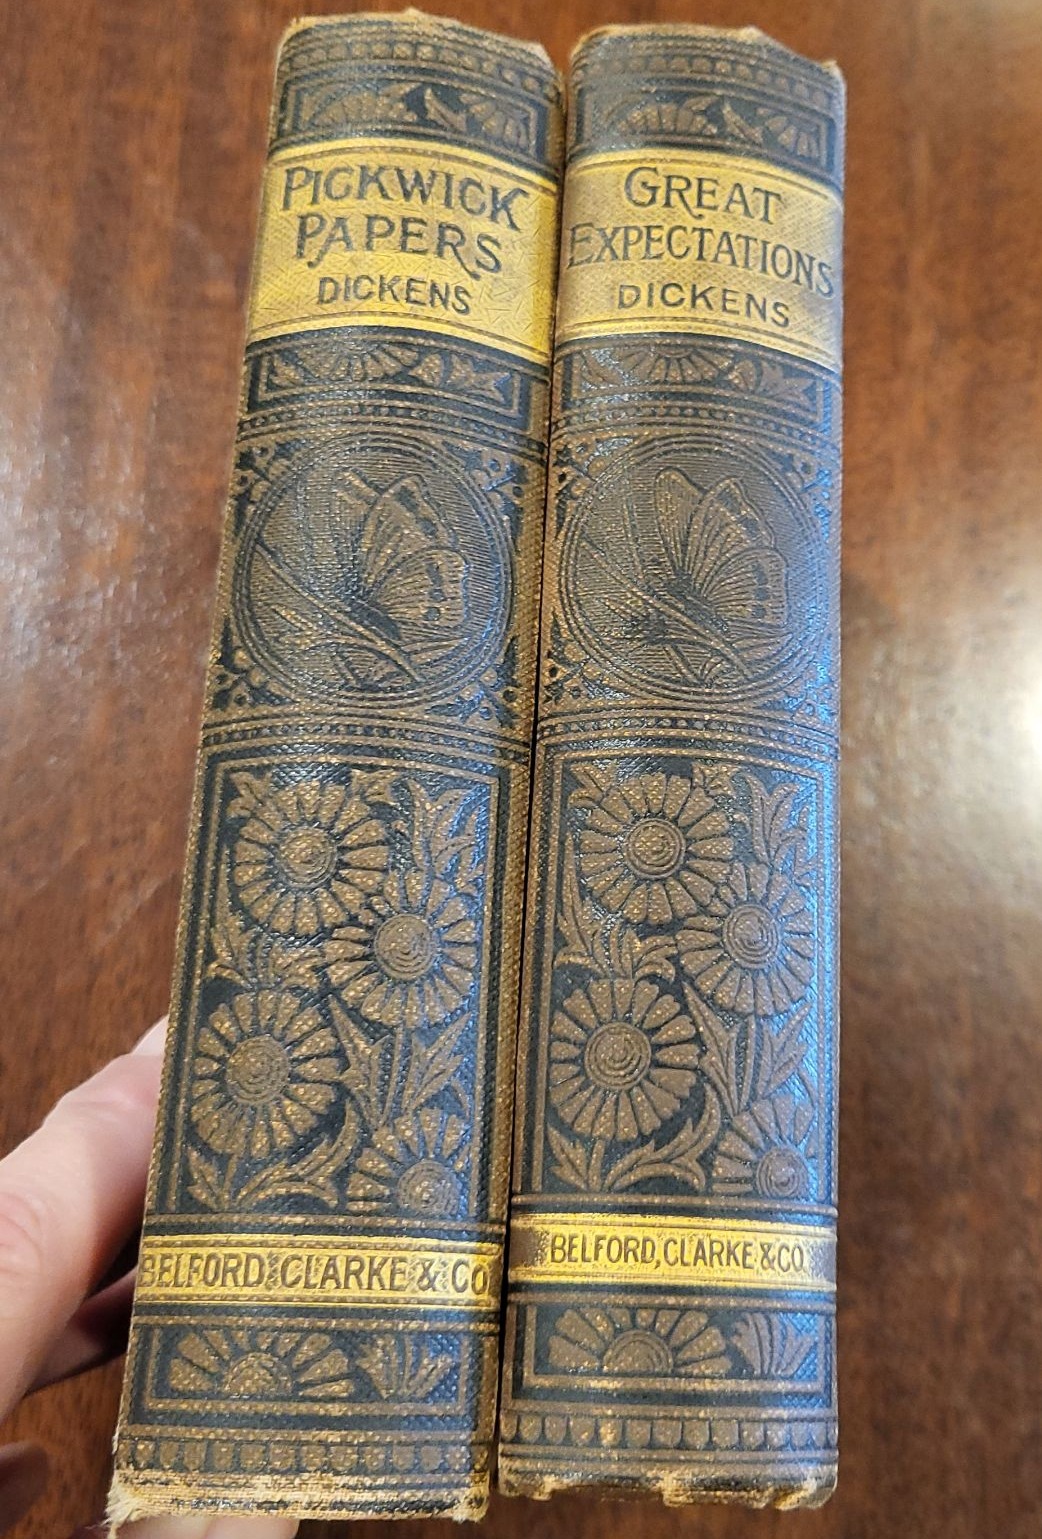 PICKWICK
PAPERS
DICKENS
BELFORD CLARKE & CO
GREAT
EXPECTATIONS
DICKENS
BELFORD, CLARKE & CO.